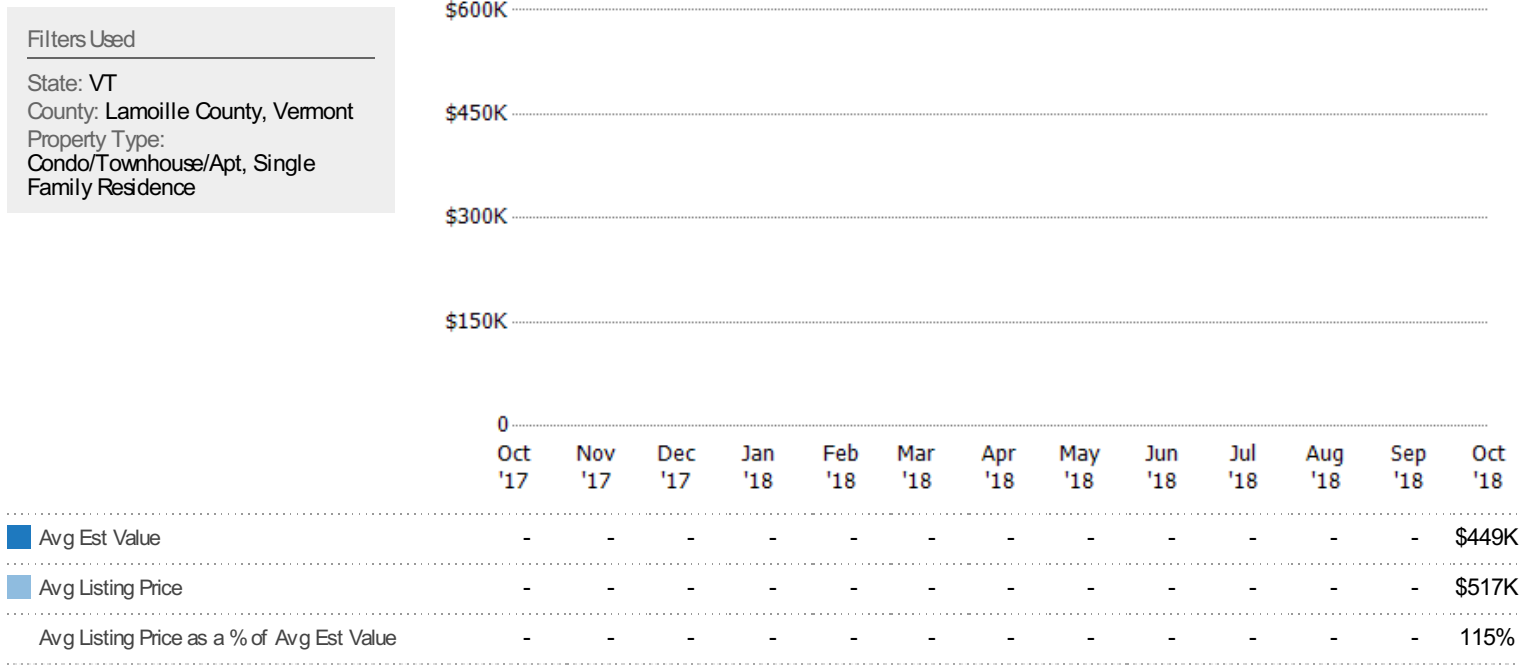 Filters Used
State: VT
County: Lamoille County, Vermont
Property Type:
Condo/Townhouse/Apt, Single
Family Residence
$600K
$450K
$300K
$150K
0
Oct Nov Dec Jan Feb Mar Apr May Jun Jul Aug Sep Oct
'17 '17 '17 '18 '18 '18 '18 '18 '18 '18 '18 '18 '18
Avg Est Value - - - - - - - - - - - - $449K
Avg Listing Price - - - - - - - - - - - - $517K
Avg Listing Price as a % of Avg Est Value - - - - - - - - - - - - 115%